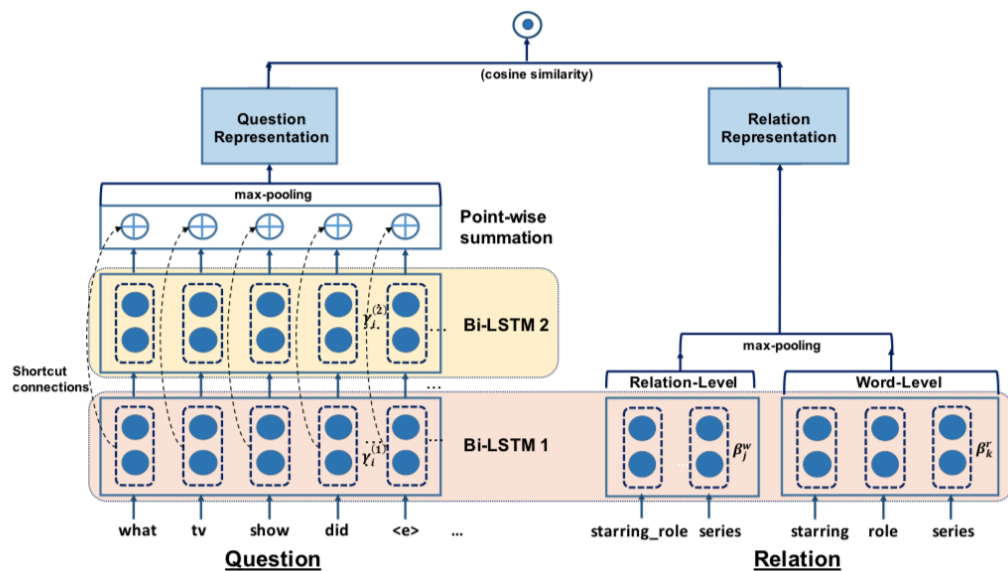 (cosine similarity)
Question
Representation
Relation
Representation
max-pooling
Point-wise
summation
γ_i^(2)
...
Bi-LSTM 2
Shortcut
connections
...
max-pooling
Relation-Level
Word-Level
...
γ_i^(1)
...
Bi-LSTM 1
...
β_j^w
β_k^r
what tv show did <e> ...
starring_role series
starring role series
Question
Relation